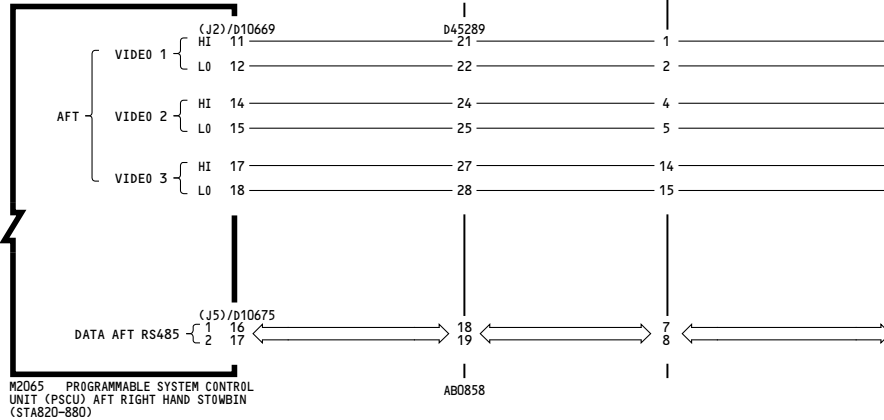 (J2)/D10669 D45289
HI 11 21 1
VIDEO 1
LO 12 22 2
HI 14 24 4
AFT VIDEO 2
LO 15 25 5
HI 17 27 14
VIDEO 3
LO 18 28 15
(J5)/D10675
1 16 18 7
DATA AFT RS485
2 17 19 8
M2065 PROGRAMMABLE SYSTEM CONTROL
UNIT (PSCU) AFT RIGHT HAND STOWBIN
(STA820-880)
AB0858